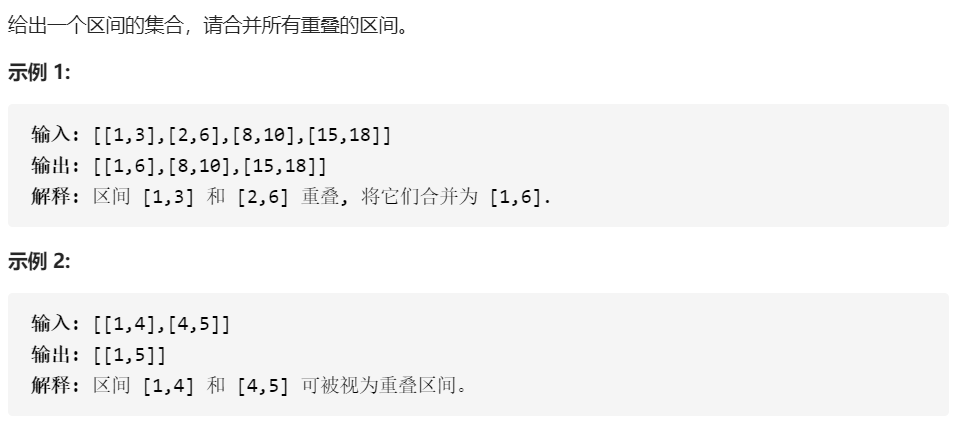 给出一个区间的集合，请合并所有重叠的区间。
示例 1:
输入: [[1,3],[2,6],[8,10],[15,18]]
输出: [[1,6],[8,10],[15,18]]
解释: 区间 [1,3] 和 [2,6] 重叠, 将它们合并为 [1,6].
示例 2:
输入: [[1,4],[4,5]]
输出: [[1,5]]
解释: 区间 [1,4] 和 [4,5] 可被视为重叠区间。